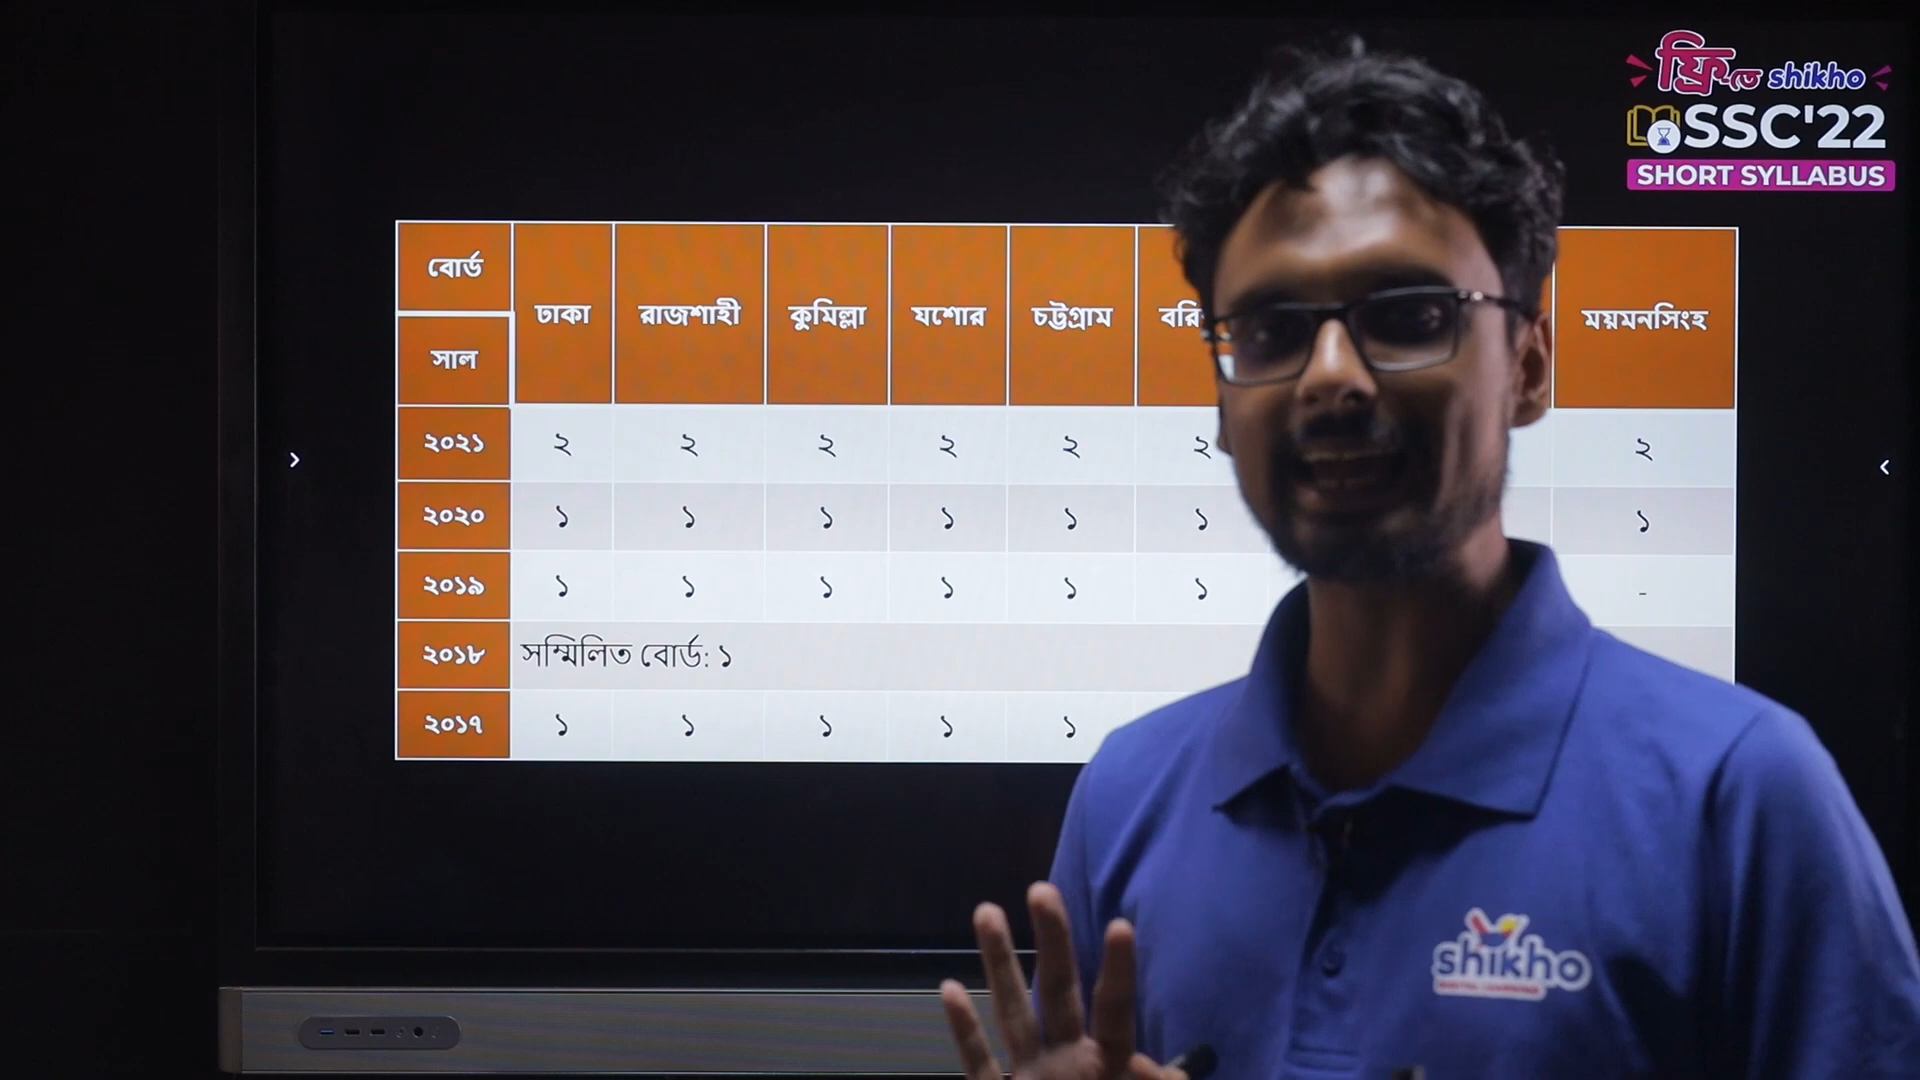 ফ্রি-তে shikho
SSC'22
SHORT SYLLABUS
বোর্ড
সাল
ঢাকা রাজশাহী কুমিল্লা যশোর চট্টগ্রাম ময়মনসিংহ
২০২১ ২ ২ ২ ২ ২ ২ ২
২০২০ ১ ১ ১ ১ ১ ১ ১
২০১৯ ১ ১ ১ ১ ১ ১ -
২০১৮ সম্মিলিত বোর্ড: ১
২০১৭ ১ ১ ১ ১ ১
shikho